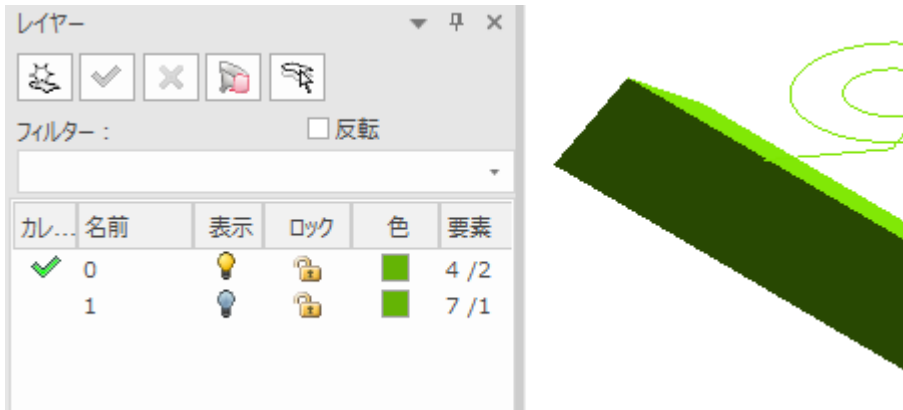 レイヤー
フィルター： 反転
カレ... 名前 表示 ロック 色 要素
0 4 /2
1 7 /1